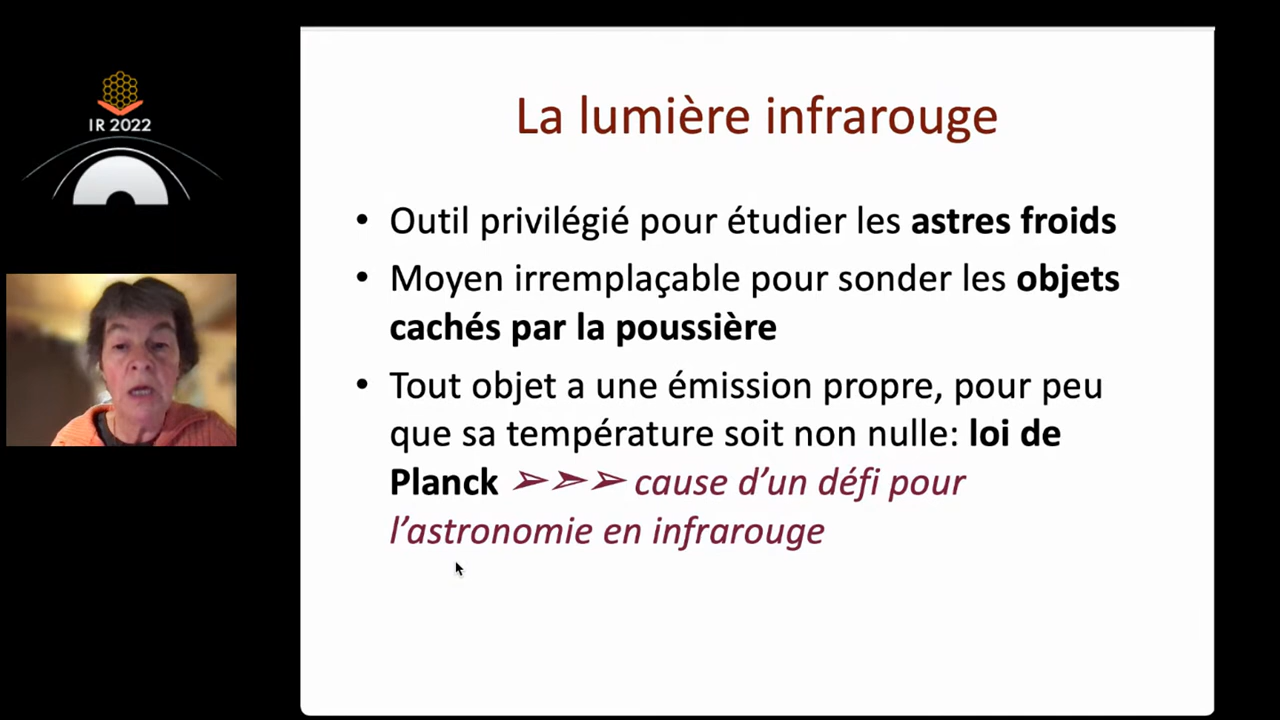 IR 2022
La lumière infrarouge
• Outil privilégié pour étudier les astres froids
• Moyen irremplaçable pour sonder les objets
cachés par la poussière
• Tout objet a une émission propre, pour peu
que sa température soit non nulle: loi de
Planck ➢➢➢ cause d’un défi pour
l’astronomie en infrarouge